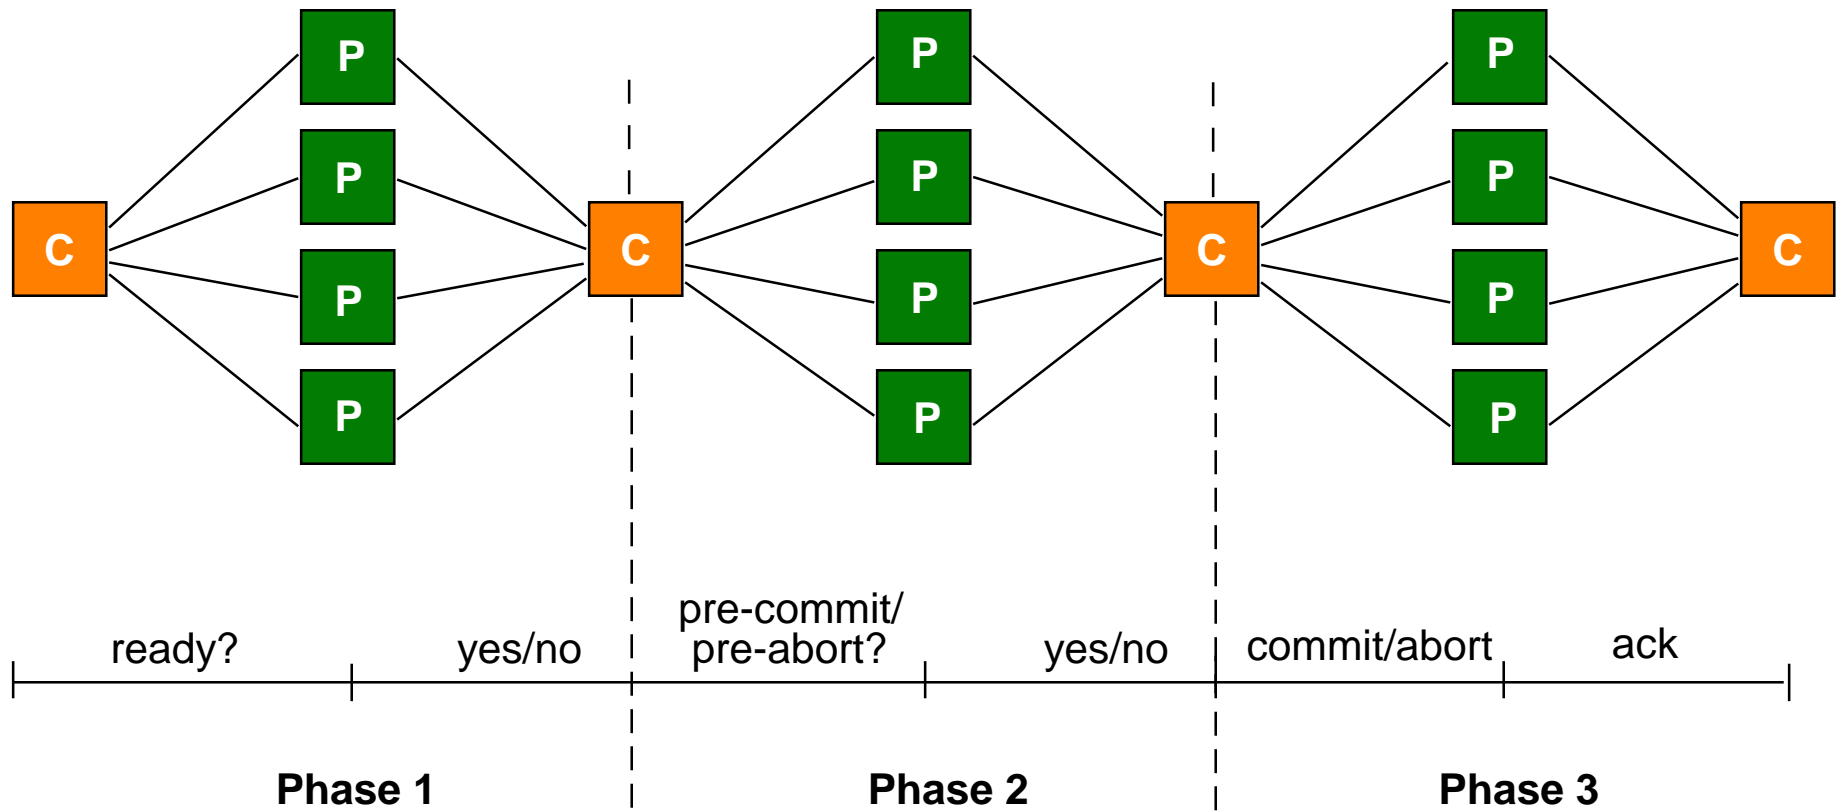 P
P
P
P
P
P
P
P
P
P
P
P
C
C
C
C
ready?
yes/no
pre-commit/
pre-abort?
yes/no
commit/abort
ack
Phase 1
Phase 2
Phase 3